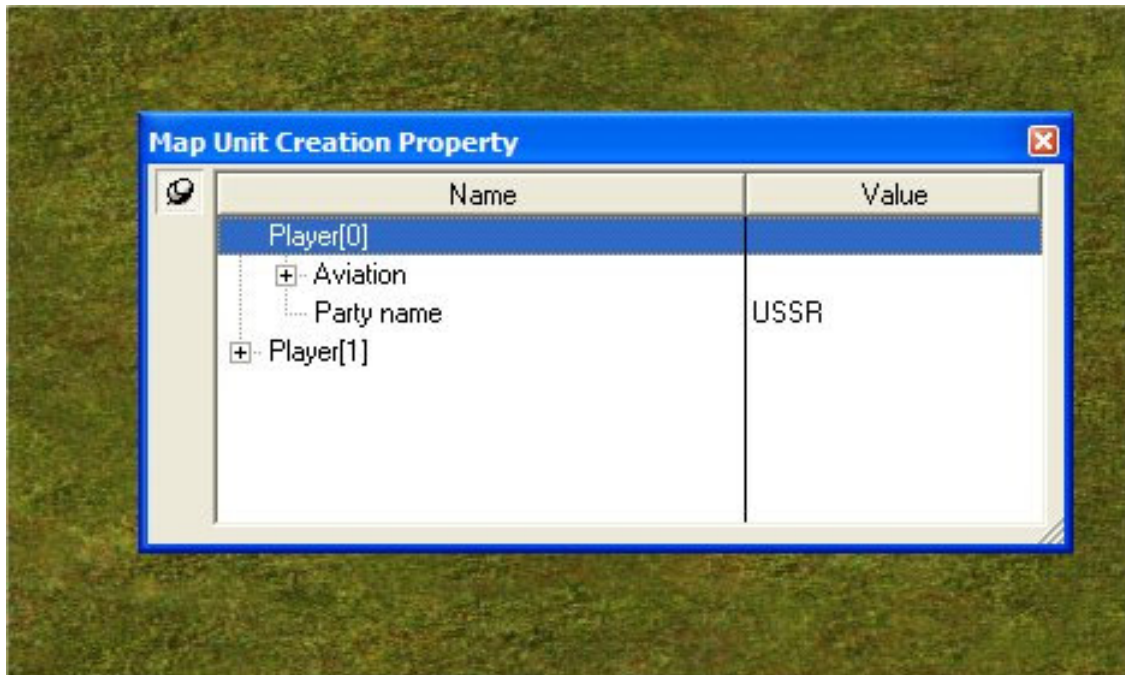 Map Unit Creation Property
Name Value
Player[0]
Aviation
Party name USSR
Player[1]